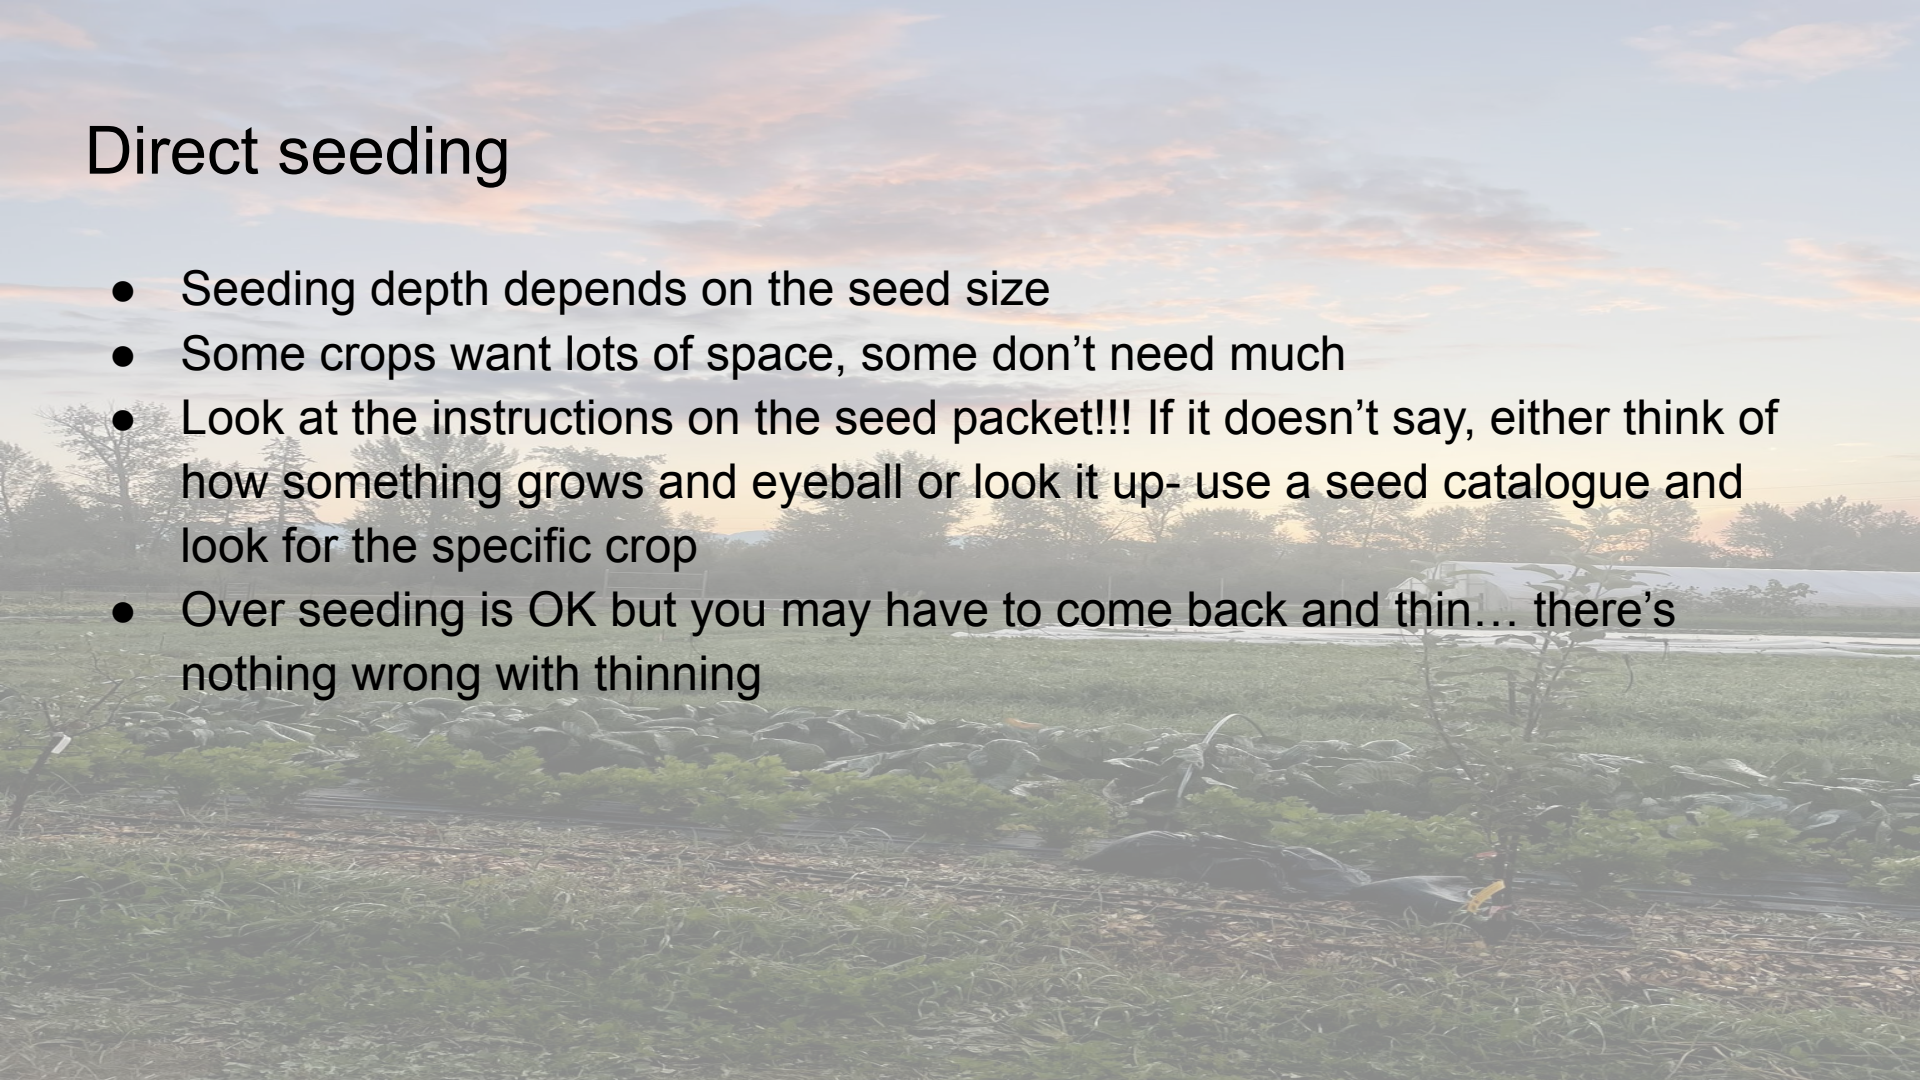 Direct seeding
● Seeding depth depends on the seed size
● Some crops want lots of space, some don’t need much
● Look at the instructions on the seed packet!!! If it doesn’t say, either think of
how something grows and eyeball or look it up- use a seed catalogue and
look for the specific crop
● Over seeding is OK but you may have to come back and thin… there’s
nothing wrong with thinning